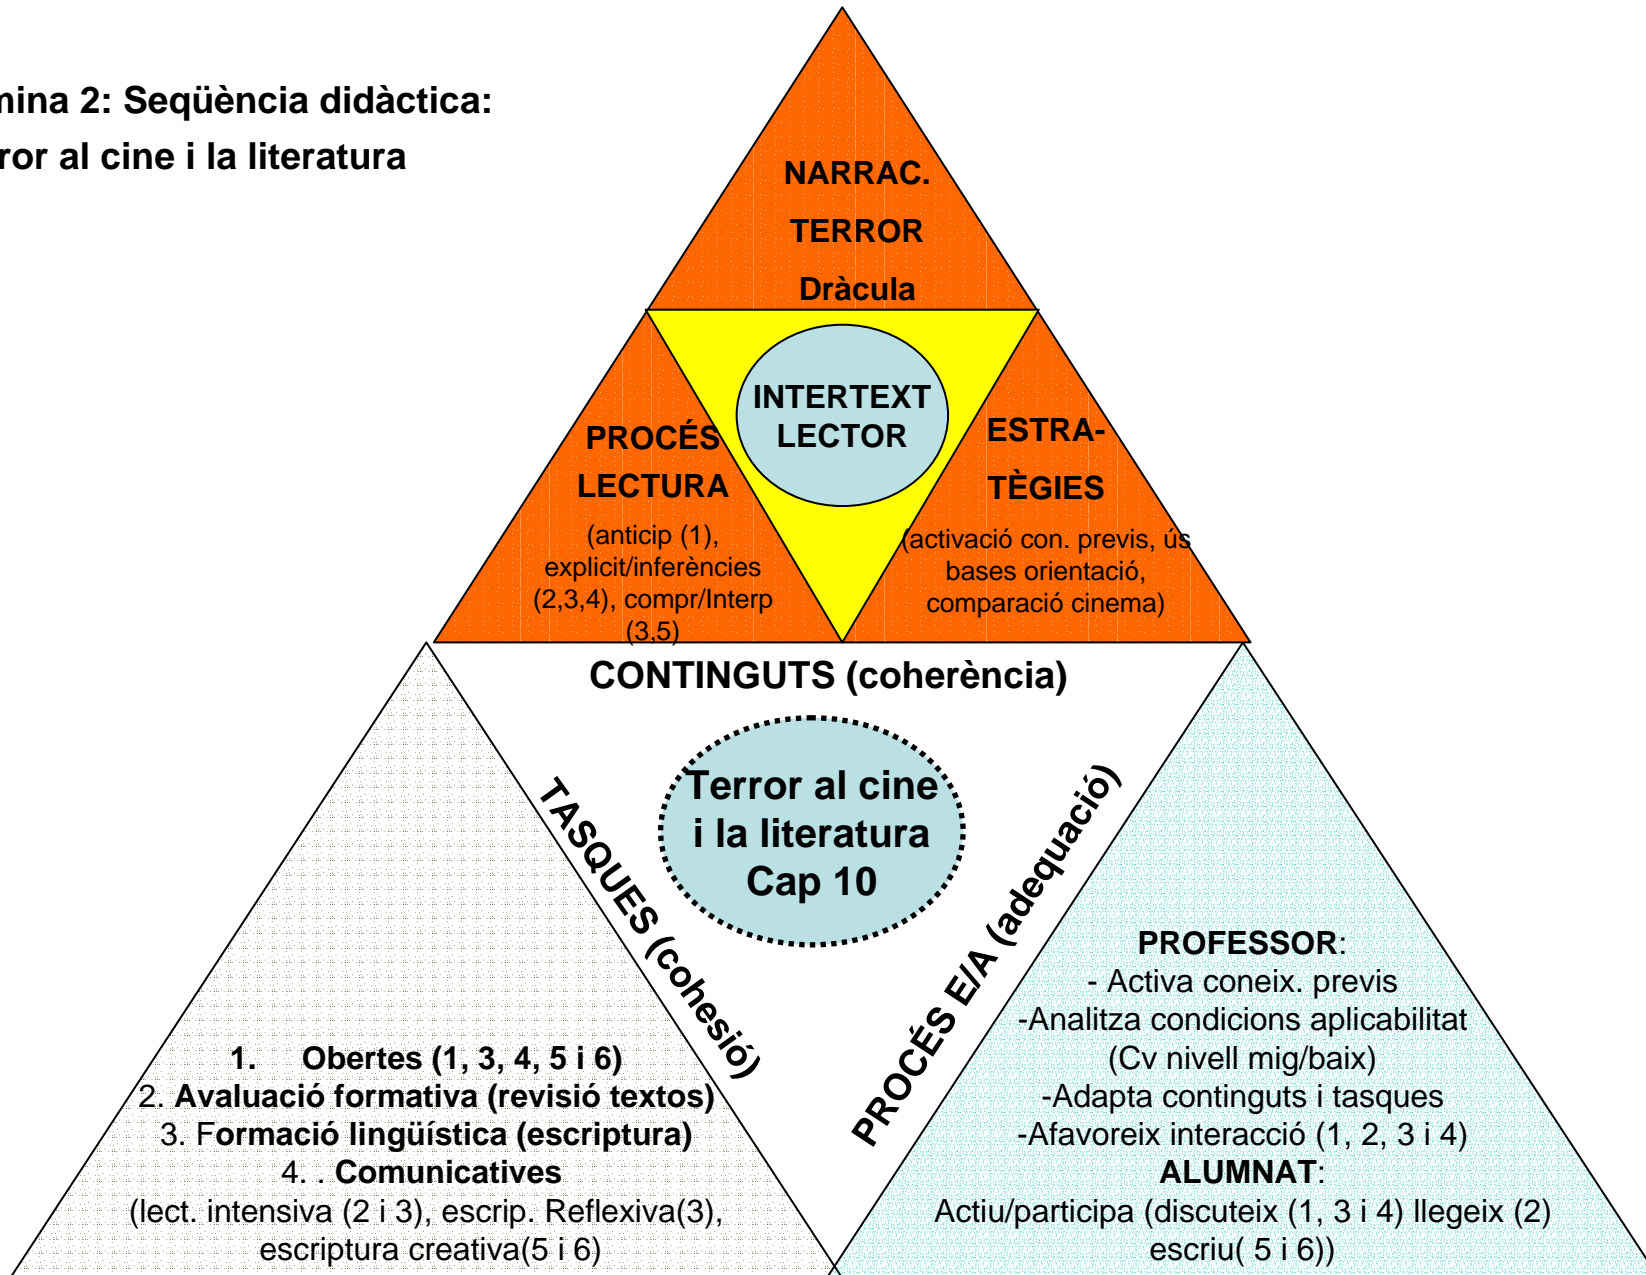 2: Seqüència didàctica:
al cine i la literatura
NARRAC.
TERROR
Dràcula
INTERTEXT
LECTOR
PROCÉS
LECTURA
(anticip (1),
explicit/inferències
(2,3,4), compr/Interp
(3,5)
ESTRA-
TÈGIES
(activació con. previs, ús
bases orientació,
comparació cinema)
CONTINGUTS (coherència)
TASQUES (cohesió)
Terror al cine
i la literatura
Cap 10
PROCÉS E/A (adequació)
1. Obertes (1, 3, 4, 5 i 6)
2. Avaluació formativa (revisió textos)
3. Formació lingüística (escriptura)
4. . Comunicatives
(lect. intensiva (2 i 3), escrip. Reflexiva(3),
escriptura creativa(5 i 6)
PROFESSOR:
- Activa coneix. previs
-Analitza condicions aplicabilitat
(Cv nivell mig/baix)
-Adapta continguts i tasques
-Afavoreix interacció (1, 2, 3 i 4)
ALUMNAT:
Actiu/participa (discuteix (1, 3 i 4) llegeix (2)
escriu( 5 i 6))